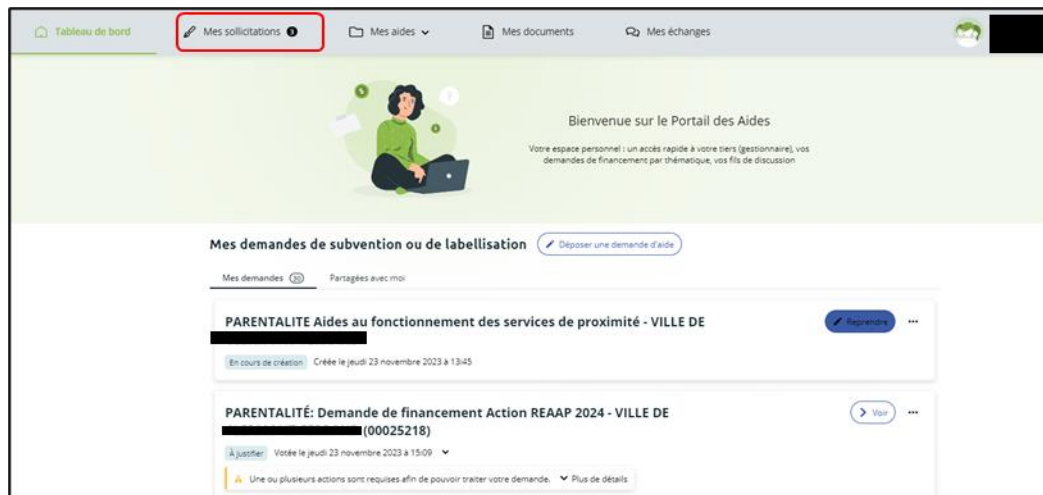 Tableau de bord
Mes sollicitations 3
Mes aides
Mes documents
Mes échanges
Bienvenue sur le Portail des Aides
Votre espace personnel : un accès rapide à votre tiers (gestionnaire), vos
demandes de financement par thématique, vos fils de discussion
Mes demandes de subvention ou de labellisation
Déposer une demande d'aide
Mes demandes 30
Partagées avec moi
PARENTALITE Aides au fonctionnement des services de proximité - VILLE DE
Reprendre
En cours de création Créée le jeudi 23 novembre 2023 à 13:45
PARENTALITÉ: Demande de financement Action REAAP 2024 - VILLE DE
(00025218)
Voir
À justifier Votée le jeudi 23 novembre 2023 à 15:09
Une ou plusieurs actions sont requises afin de pouvoir traiter votre demande. Plus de détails